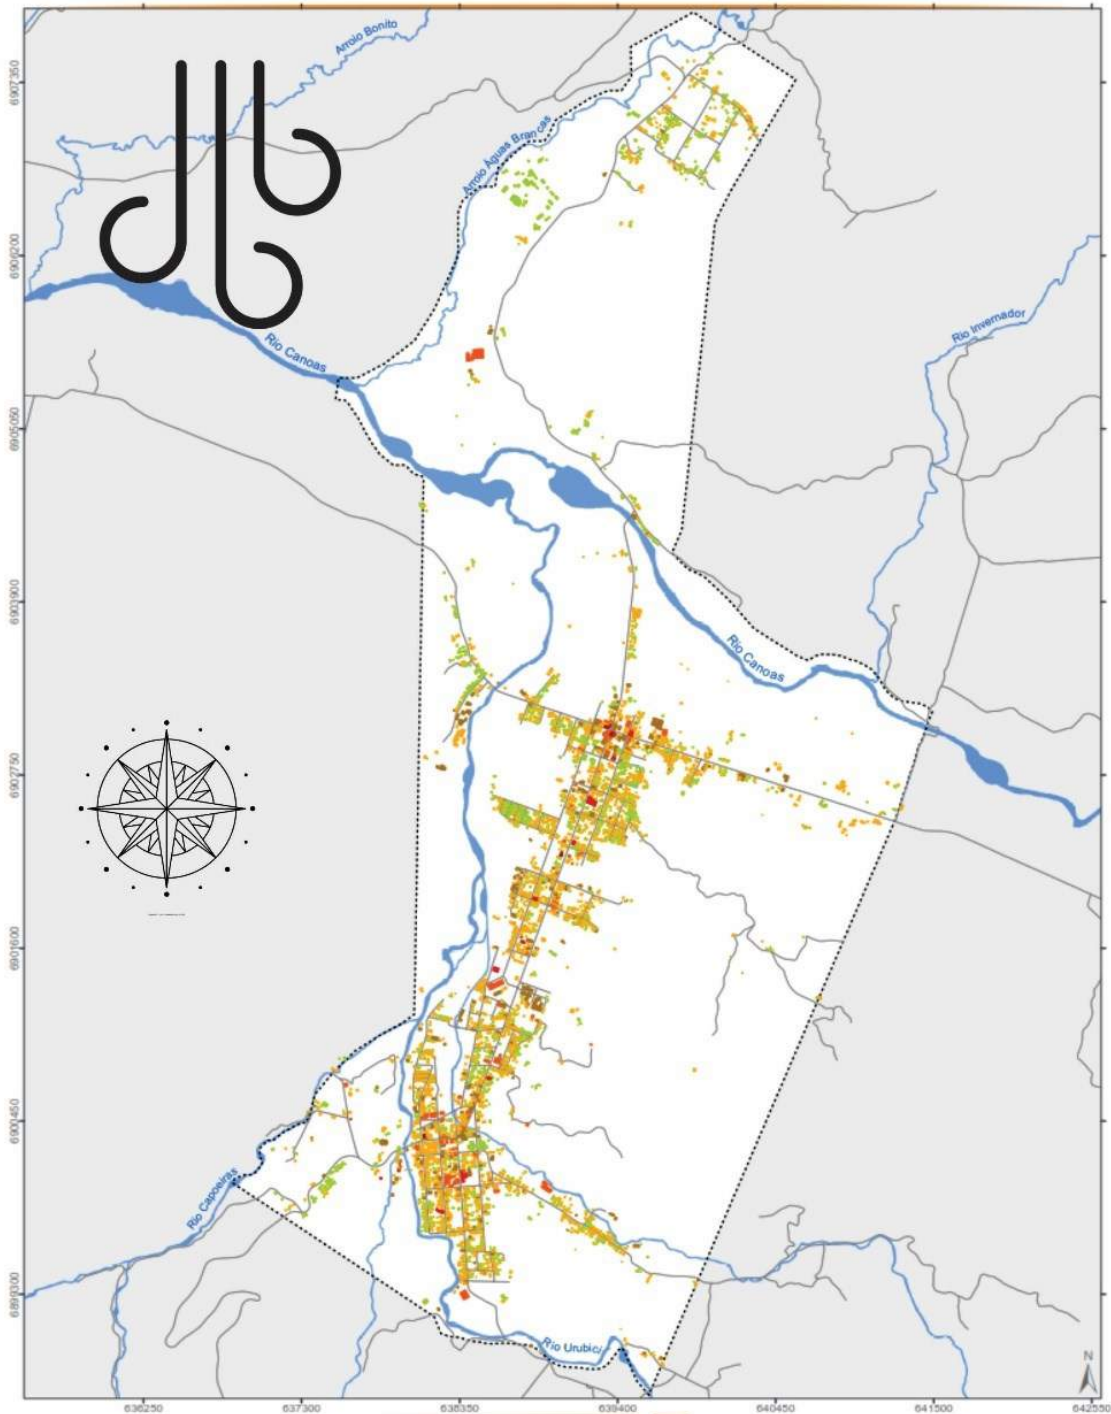 Arroio Bonito
6907350
Arroio Águas Brancas
6906200
Rio Canoas
Rio Invernador
6905050
6903900
Rio Canoas
6902750
6901600
6900450
Rio Capoeiras
6899300
Rio Urubici
N
636250 637300 638350 639400 640450 641500 642550